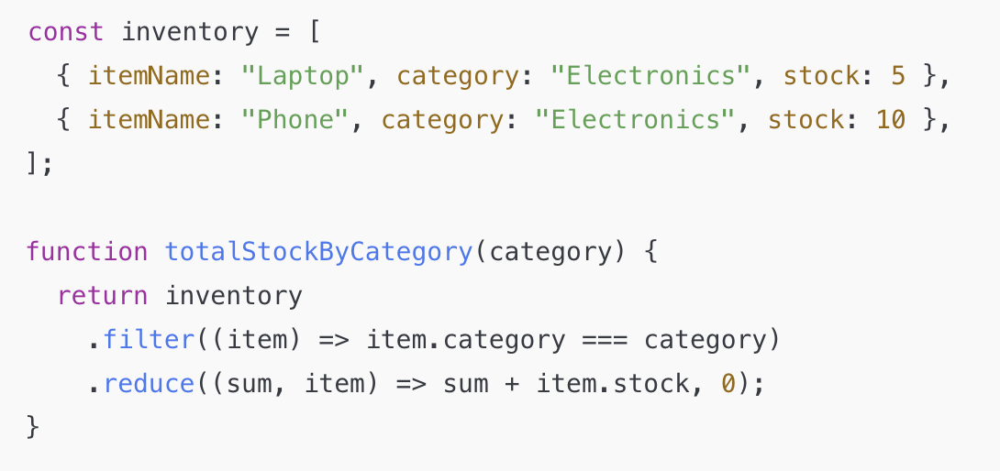 const inventory = [
  { itemName: "Laptop", category: "Electronics", stock: 5 },
  { itemName: "Phone", category: "Electronics", stock: 10 },
];

function totalStockByCategory(category) {
  return inventory
    .filter((item) => item.category === category)
    .reduce((sum, item) => sum + item.stock, 0);
}